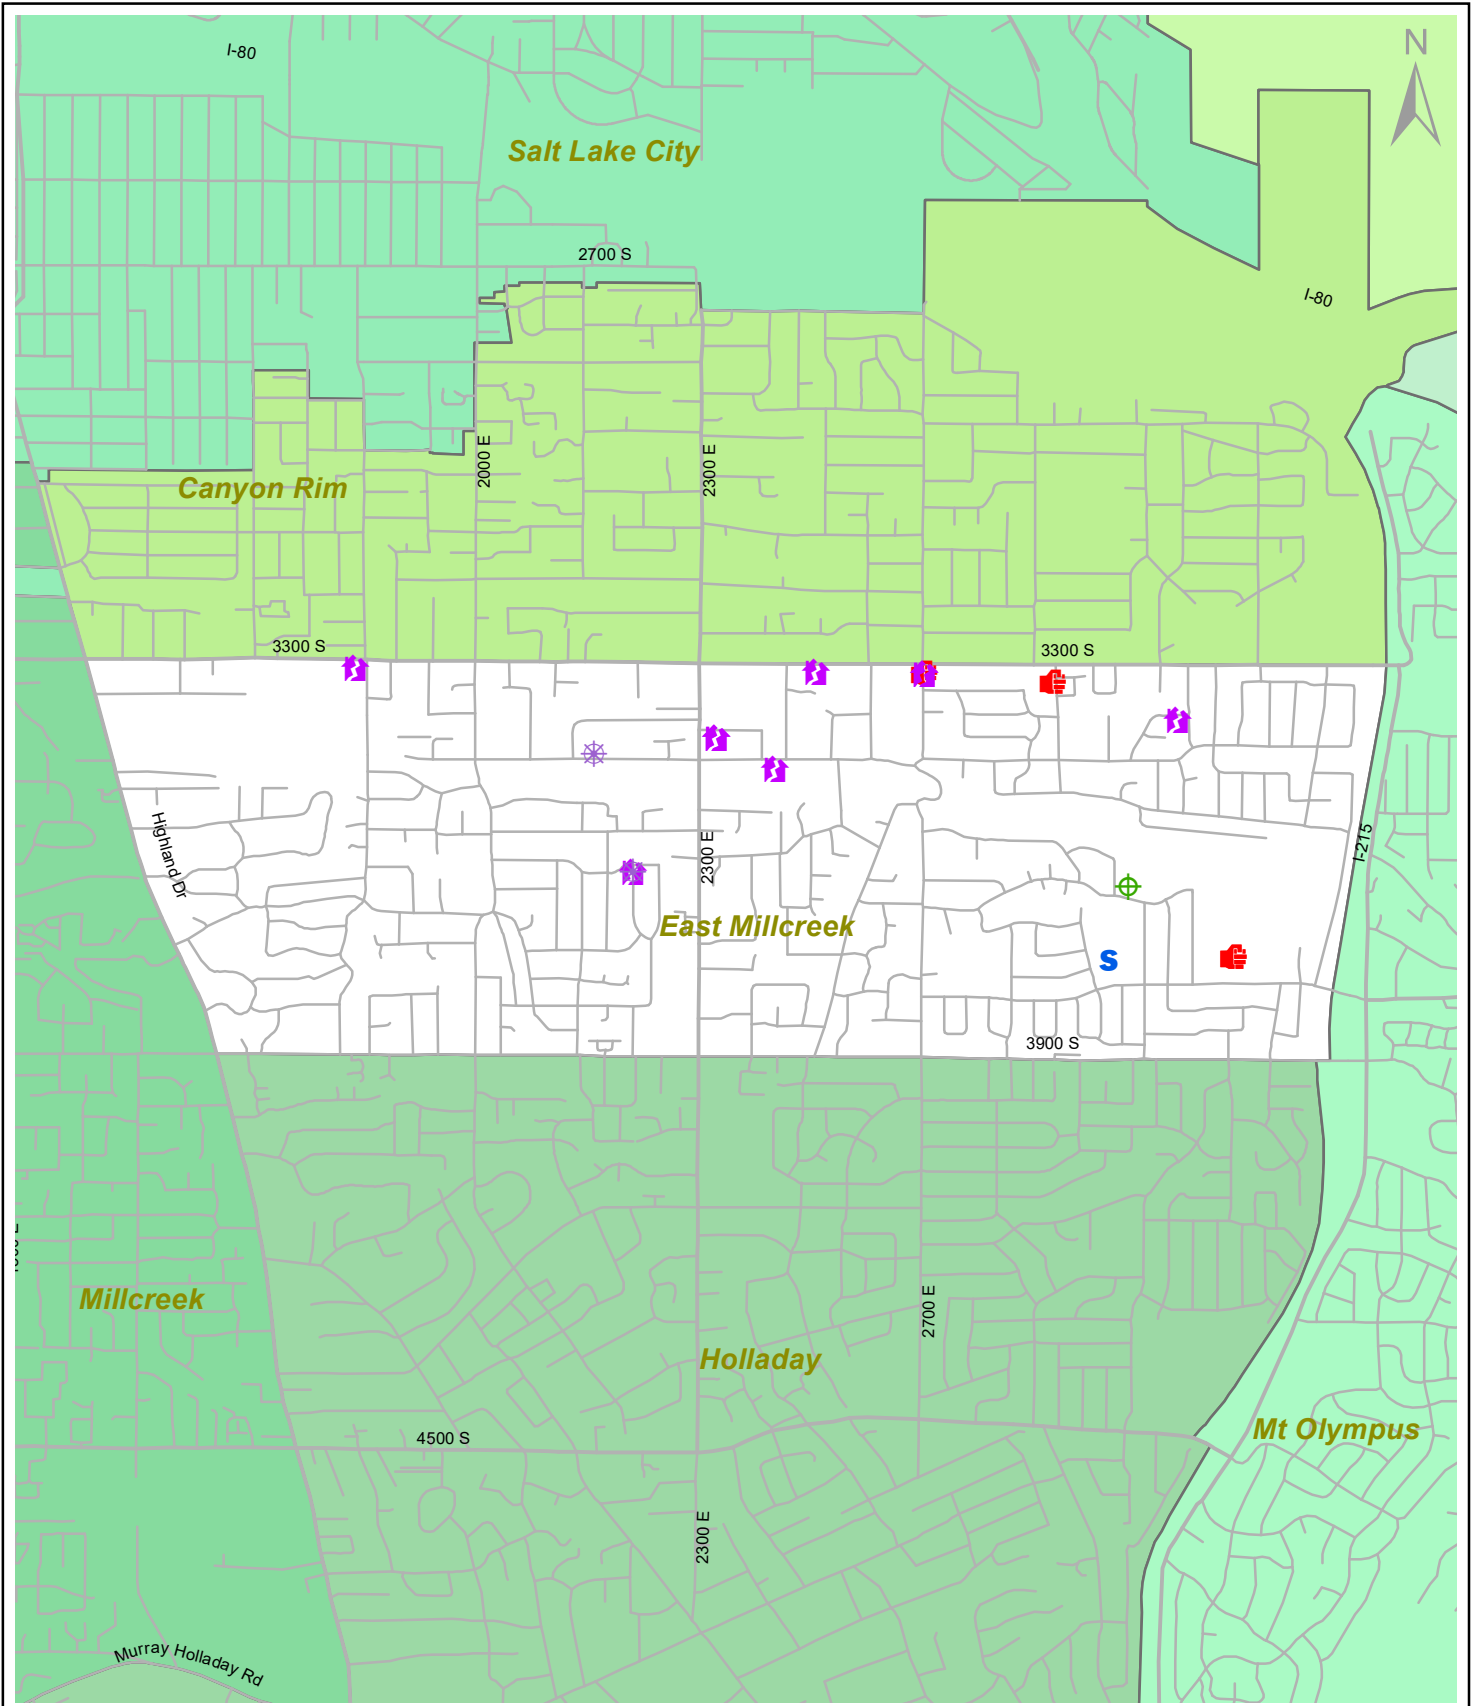 N
I-80
Salt Lake City
2700 S
I-80
2000 E
2300 E
Canyon Rim
3300 S
3300 S
Highland Dr
2300 E
I-215
East Millcreek
S
3900 S
Millcreek
2700 E
Holladay
Mt Olympus
4500 S
2300 E
Murray Holladay Rd